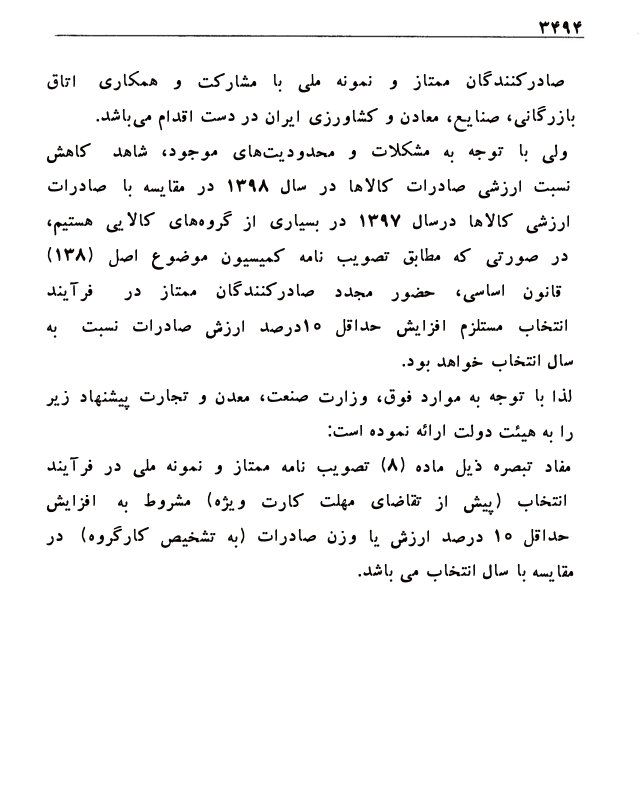 ۳۴۹۴
صادرکنندگان ممتاز و نمونه ملی با مشارکت و همکاری اتاق
بازرگانی، صنایع، معادن و کشاورزی ایران در دست اقدام می‌باشد.
ولی با توجه به مشکلات و محدودیت‌های موجود، شاهد کاهش
نسبت ارزشی صادرات کالاها در سال ۱۳۹۸ در مقایسه با صادرات
ارزشی کالاها درسال ۱۳۹۷ در بسیاری از گروه‌های کالایی هستیم،
در صورتی که مطابق تصویب نامه کمیسیون موضوع اصل (۱۳۸)
قانون اساسی، حضور مجدد صادرکنندگان ممتاز در فرآیند
انتخاب مستلزم افزایش حداقل ۱۰درصد ارزش صادرات نسبت به
سال انتخاب خواهد بود.
لذا با توجه به موارد فوق، وزارت صنعت، معدن و تجارت پیشنهاد زیر
را به هیئت دولت ارائه نموده است:
مفاد تبصره ذیل ماده (۸) تصویب نامه ممتاز و نمونه ملی در فرآیند
انتخاب (پیش از تقاضای مهلت کارت ویژه) مشروط به افزایش
حداقل ۱۰ درصد ارزش یا وزن صادرات (به تشخیص کارگروه) در
مقایسه با سال انتخاب می باشد.